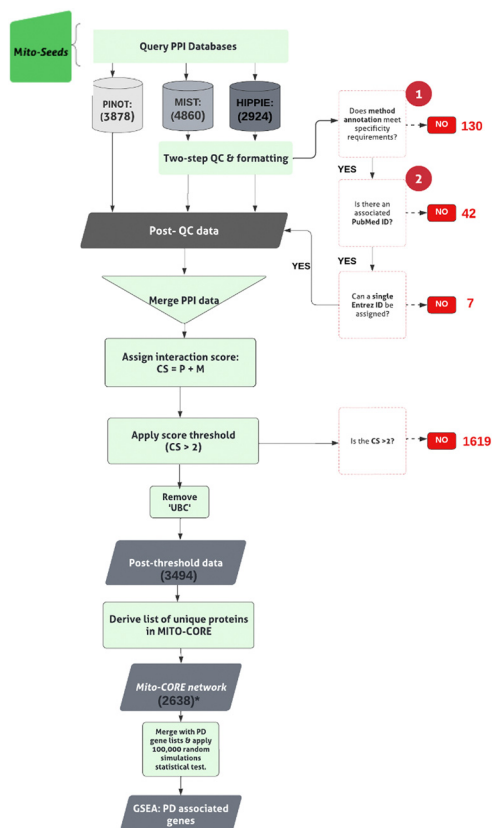 Mito-Seeds
Query PPI Databases
PINOT:
(3878)
MIST:
(4860)
HIPPIE:
(2924)
Two-step QC & formatting
1
Does method
annotation meet
specificity
requirements?
NO
130
YES
2
Is there an
associated
PubMed ID?
NO
42
YES
Can a single
Entrez ID be
assigned?
NO
7
YES
Post- QC data
Merge PPI data
Assign interaction score:
CS = P + M
Apply score threshold
(CS > 2)
Is the CS >2?
NO
1619
Remove
'UBC'
Post-threshold data
(3494)
Derive list of unique proteins
in MITO-CORE
Mito-CORE network
(2638)*
Merge with PD
gene lists & apply
100,000 random
simulations
statistical test.
GSEA: PD associated
genes